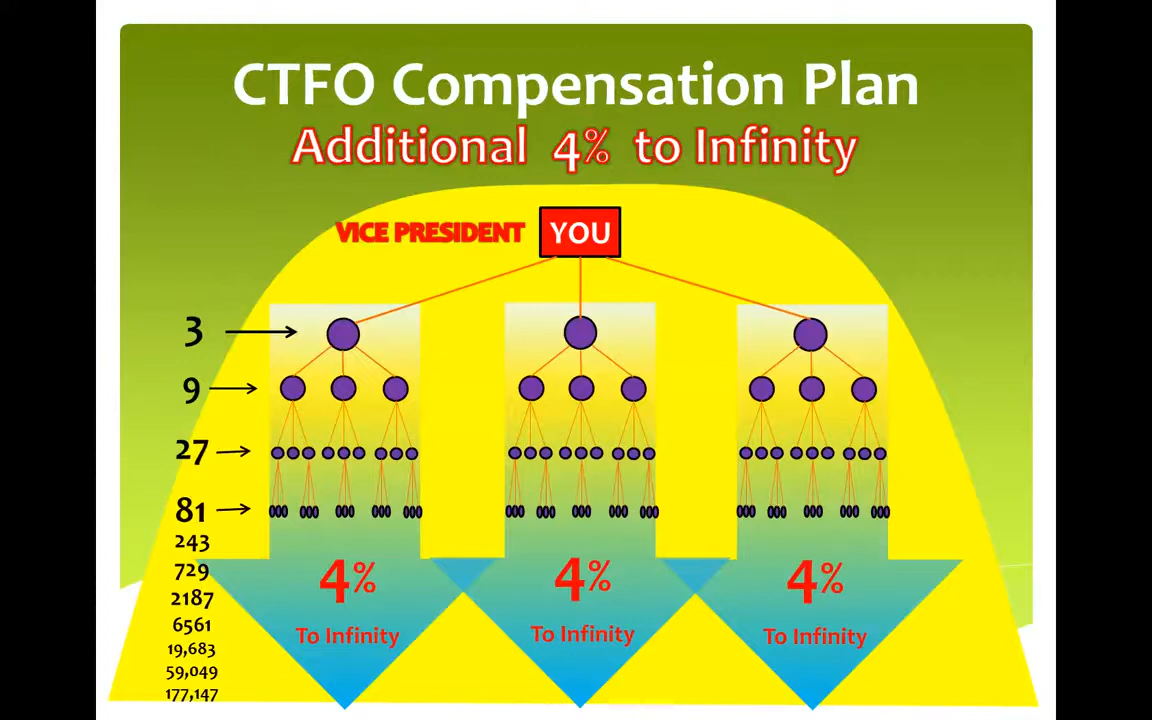 CTFO Compensation Plan
Additional 4% to Infinity
VICE PRESIDENT YOU
3
9
27
81
243
729
2187
6561
19,683
59,049
177,147
4% 4% 4%
To Infinity To Infinity To Infinity